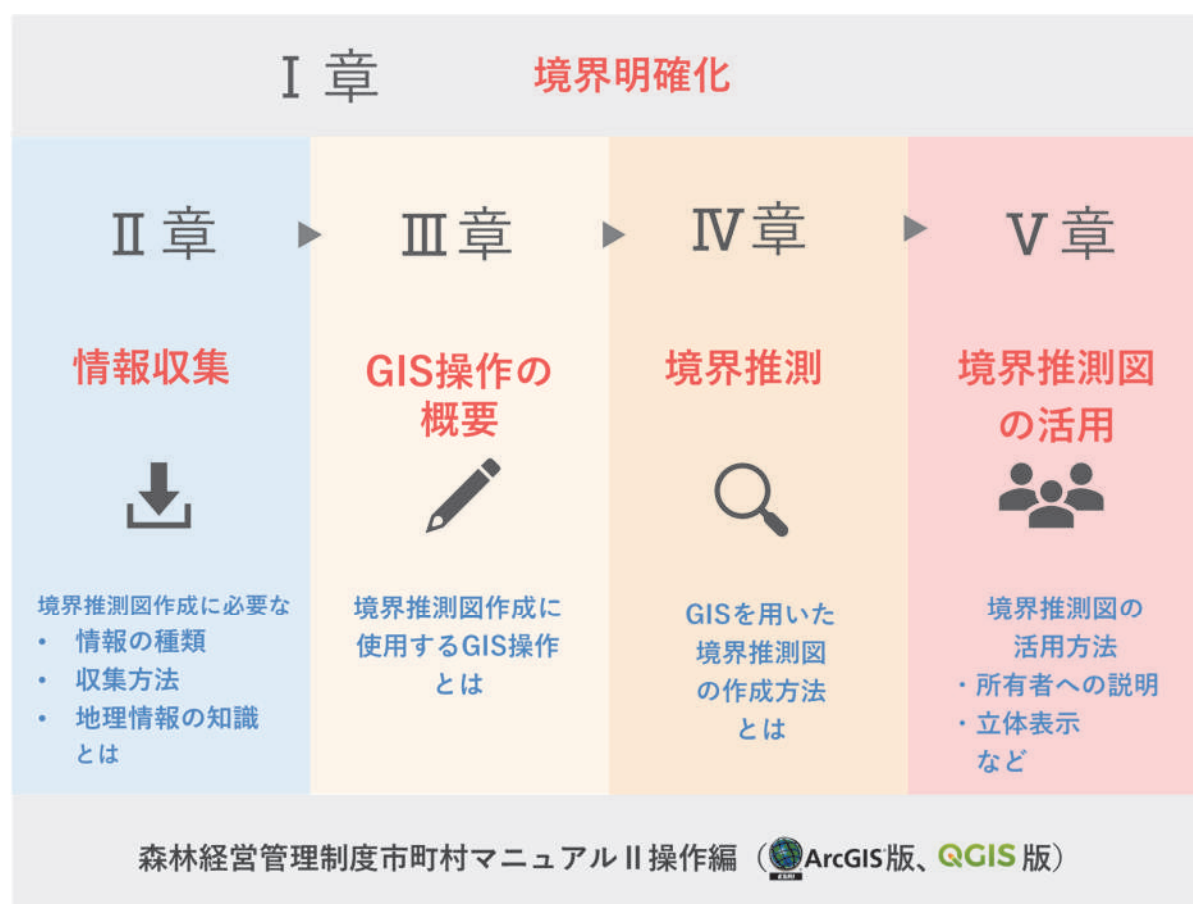 Ⅰ章 境界明確化
Ⅱ章
情報収集
境界推測図作成に必要な
• 情報の種類
• 収集方法
• 地理情報の知識
とは
Ⅲ章
GIS操作の
概要
境界推測図作成に
使用するGIS操作
とは
Ⅳ章
境界推測
GISを用いた
境界推測図
の作成方法
とは
Ⅴ章
境界推測図
の活用
境界推測図の
活用方法
・所有者への説明
・立体表示
など
森林経営管理制度市町村マニュアルⅡ操作編（ESRI ArcGIS版、QGIS版）